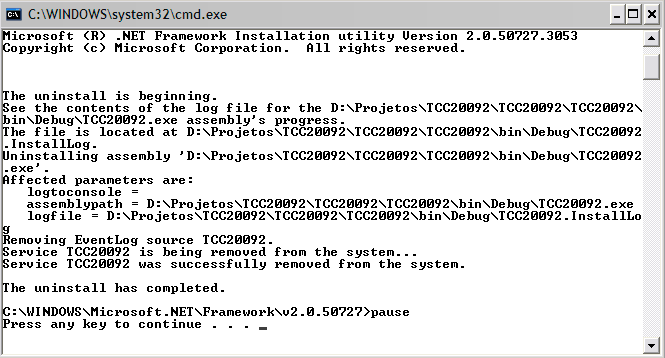 C:\WINDOWS\system32\cmd.exe
Microsoft (R) .NET Framework Installation utility Version 2.0.50727.3053
Copyright (c) Microsoft Corporation.  All rights reserved.
The uninstall is beginning.
See the contents of the log file for the D:\Projetos\TCC20092\TCC20092\TCC20092\
bin\Debug\TCC20092.exe assembly's progress.
The file is located at D:\Projetos\TCC20092\TCC20092\TCC20092\bin\Debug\TCC20092
.InstallLog.
Uninstalling assembly 'D:\Projetos\TCC20092\TCC20092\TCC20092\bin\Debug\TCC20092
.exe'.
Affected parameters are:
   logtoconsole =
   assemblypath = D:\Projetos\TCC20092\TCC20092\TCC20092\bin\Debug\TCC20092.exe
   logfile = D:\Projetos\TCC20092\TCC20092\TCC20092\bin\Debug\TCC20092.InstallLo
g
Removing EventLog source TCC20092.
Service TCC20092 is being removed from the system...
Service TCC20092 was successfully removed from the system.
The uninstall has completed.
C:\WINDOWS\Microsoft.NET\Framework\v2.0.50727>pause
Press any key to continue . . . _